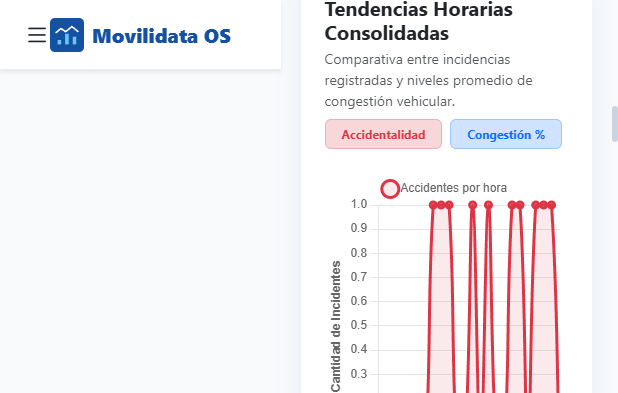 Movilidata OS
Tendencias Horarias
Consolidadas
Comparativa entre incidencias
registradas y niveles promedio de
congestión vehicular.
Accidentalidad
Congestión %
Accidentes por hora
1.0
0.9
0.8
0.7
0.6
0.5
0.4
0.3
Cantidad de Incidentes